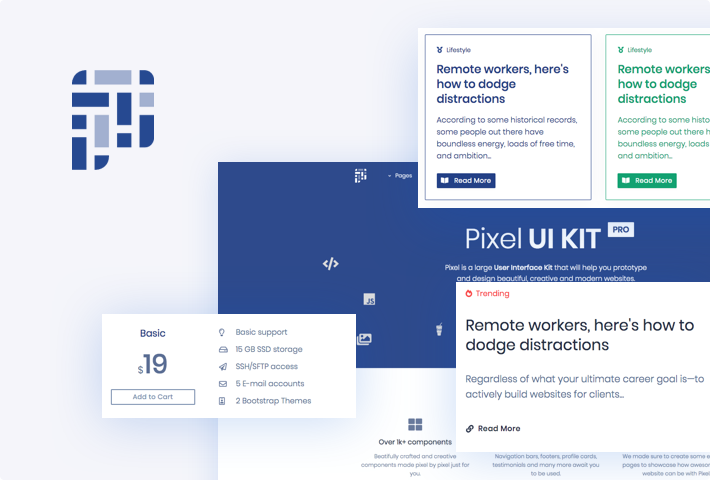 Lifestyle
Remote workers, here's
how to dodge
distractions
According to some historical records,
some people out there have
boundless energy, loads of free time,
and ambition...
Read More
Lifestyle
Remote workers
how to dodge
distractions
According to some histo
some people out there h
boundless energy, loads
and ambition...
Read More
Pages
Pixel UI KIT PRO
Pixel is a large User Interface Kit that will help you prototype
and design beautiful, creative and modern websites.
JS
Trending
Remote workers, here's how to
dodge distractions
Regardless of what your ultimate career goal is—to
actively build websites for clients...
Read More
Basic
$19
Add to Cart
Basic support
15 GB SSD storage
SSH/SFTP access
5 E-mail accounts
2 Bootstrap Themes
Over 1k+ components
Beatifully crafted and creative
components made pixel by pixel just for
you.
Navigation bars, footers, profile cards,
testimonials and many more await you
to be used.
We made sure to create some e
pages to showcase how aweso
website can be with Pixel